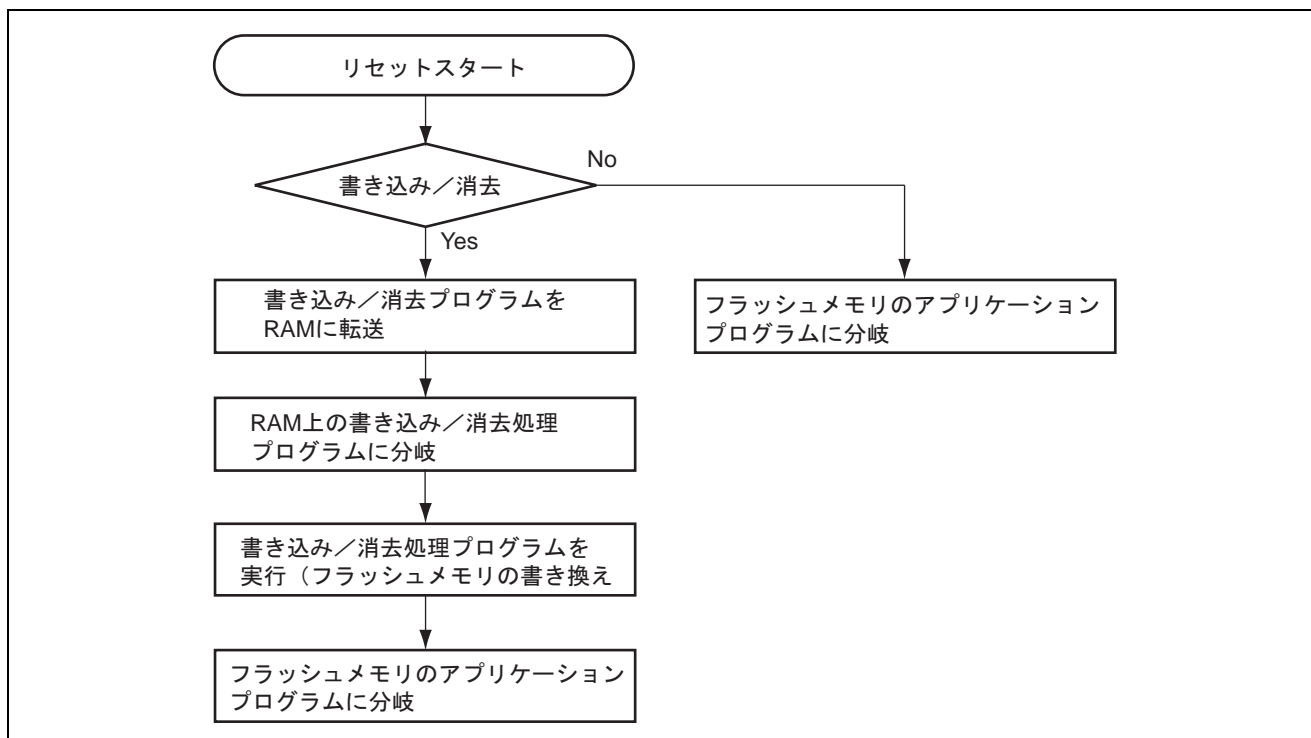 リセットスタート
書き込み／消去
No
Yes
書き込み／消去プログラムを
RAMに転送
フラッシュメモリのアプリケーション
プログラムに分岐
RAM上の書き込み／消去処理
プログラムに分岐
書き込み／消去処理プログラムを
実行（フラッシュメモリの書き換え
フラッシュメモリのアプリケーション
プログラムに分岐